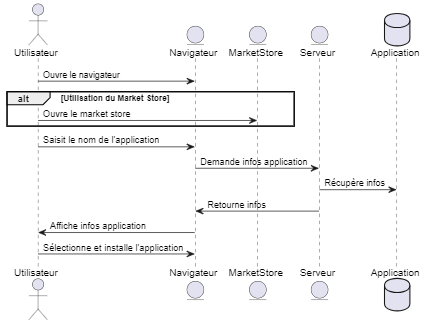 Utilisateur Navigateur MarketStore Serveur Application
Ouvre le navigateur
alt [Utilisation du Market Store]
Ouvre le market store
Saisit le nom de l'application
Demande infos application
Récupère infos
Retourne infos
Affiche infos application
Sélectionne et installe l'application
Utilisateur Navigateur MarketStore Serveur Application